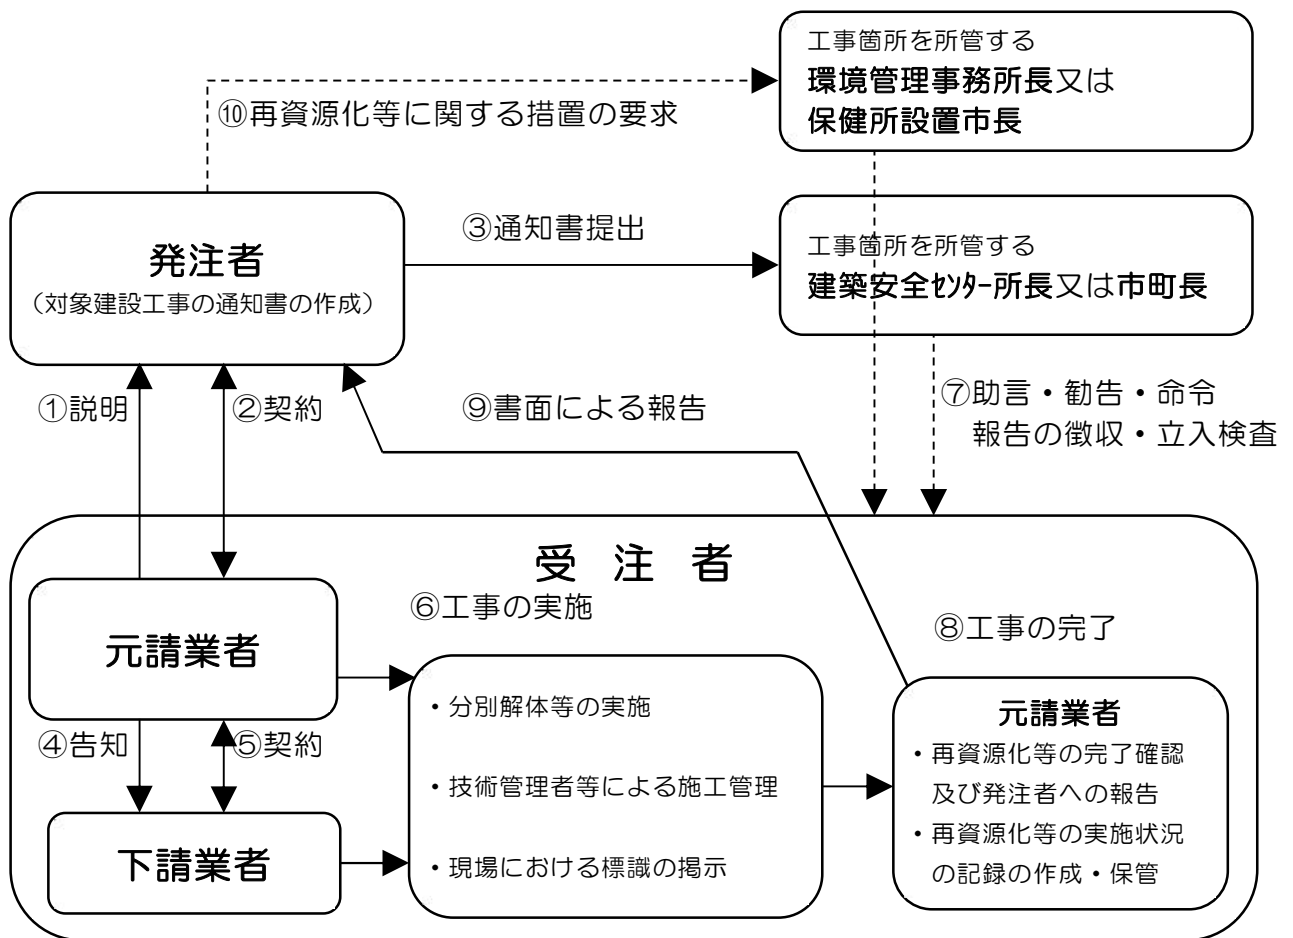 工事箇所を所管する
環境管理事務所長又は
保健所設置市長
⑩再資源化等に関する措置の要求
発注者
（対象建設工事の通知書の作成）
③通知書提出
工事箇所を所管する
建築安全ｾﾝﾀｰ所長又は市町長
①説明
②契約
⑨書面による報告
⑦助言・勧告・命令
報告の徴収・立入検査
受 注 者
元請業者
⑥工事の実施
④告知
⑤契約
下請業者
・分別解体等の実施
・技術管理者等による施工管理
・現場における標識の掲示
⑧工事の完了
元請業者
・再資源化等の完了確認
及び発注者への報告
・再資源化等の実施状況
の記録の作成・保管